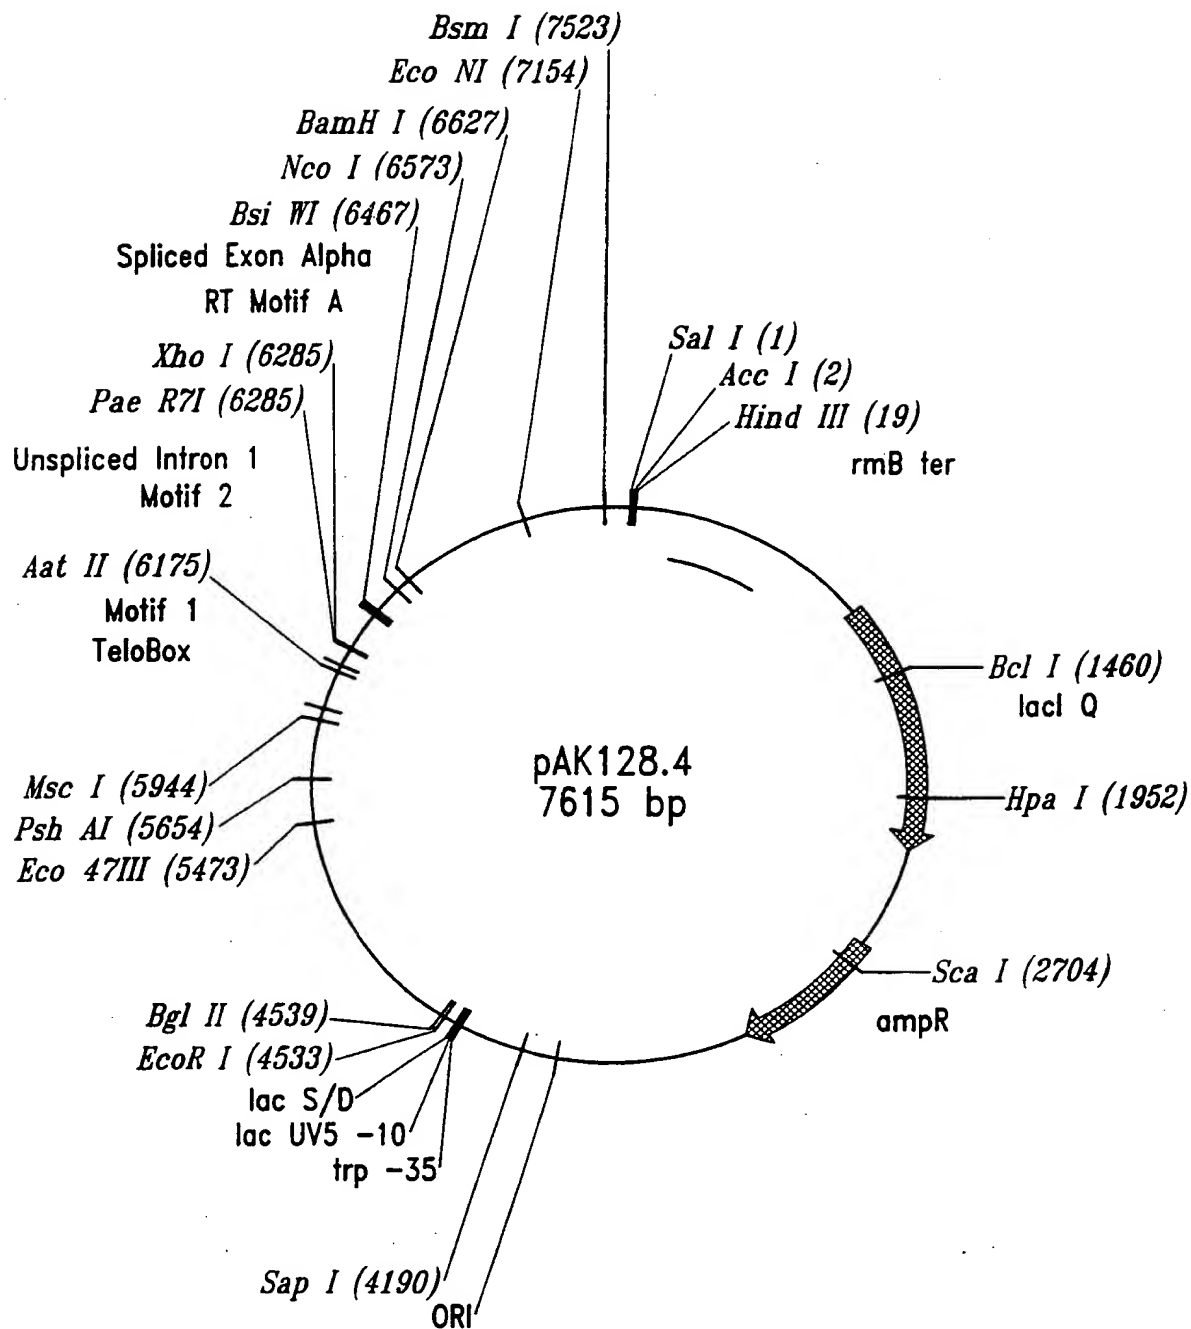 Bsm I (7523)
Eco NI (7154)
BamH I (6627)
Nco I (6573)
Bsi WI (6467)
Spliced Exon Alpha
RT Motif A
Xho I (6285)
Pae R7I (6285)
Unspliced Intron 1
Motif 2
Aat II (6175)
Motif 1
TeloBox
Msc I (5944)
Psh AI (5654)
Eco 47III (5473)
Bgl II (4539)
EcoR I (4533)
lac S/D
lac UV5 -10
trp -35
Sap I (4190)
ORI
Sal I (1)
Acc I (2)
Hind III (19)
rmB ter
Bcl I (1460)
lacI Q
Hpa I (1952)
Sca I (2704)
ampR
pAK128.4
7615 bp